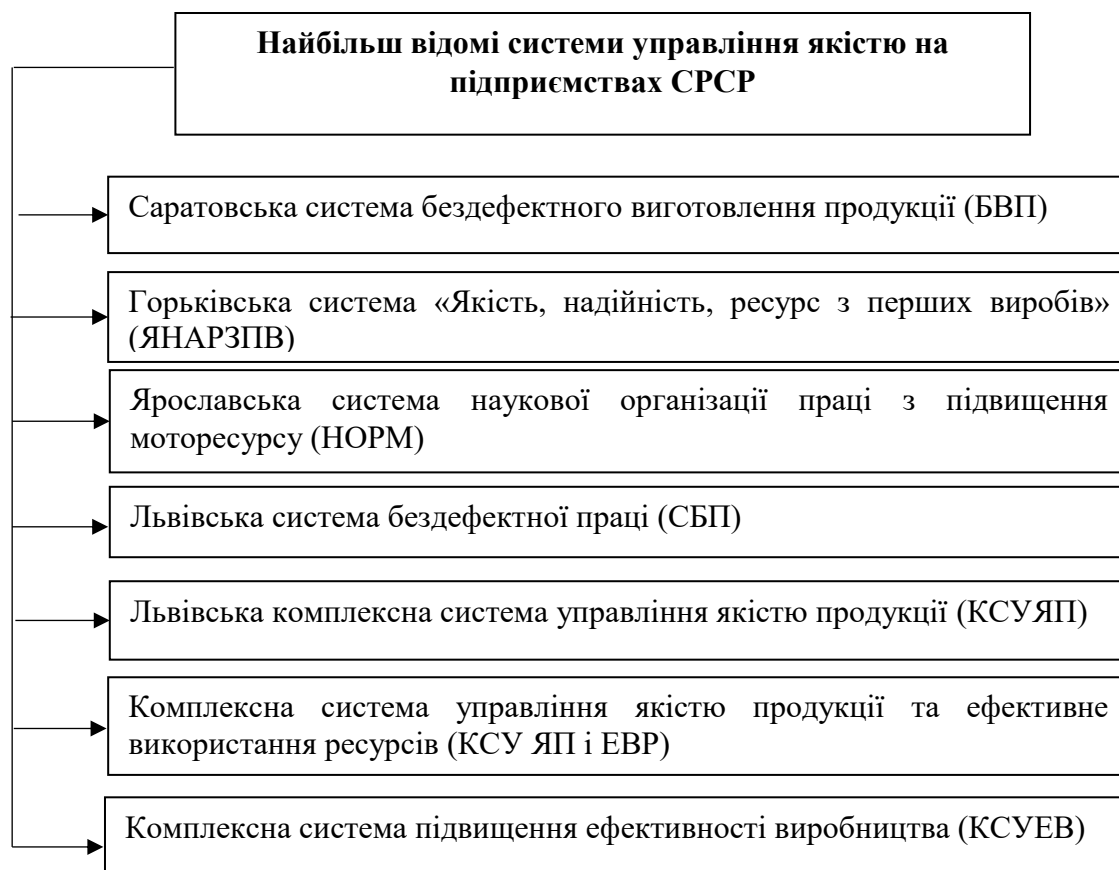 Найбільш відомі системи управління якістю на
підприємствах СРСР
Саратовська система бездефектного виготовлення продукції (БВП)
Горьківська система «Якість, надійність, ресурс з перших виробів»
(ЯНАРЗПВ)
Ярославська система наукової організації праці з підвищення
моторесурсу (НОРМ)
Львівська система бездефектної праці (СБП)
Львівська комплексна система управління якістю продукції (КСУЯП)
Комплексна система управління якістю продукції та ефективне
використання ресурсів (КСУ ЯП і ЕВР)
Комплексна система підвищення ефективності виробництва (КСУЕВ)